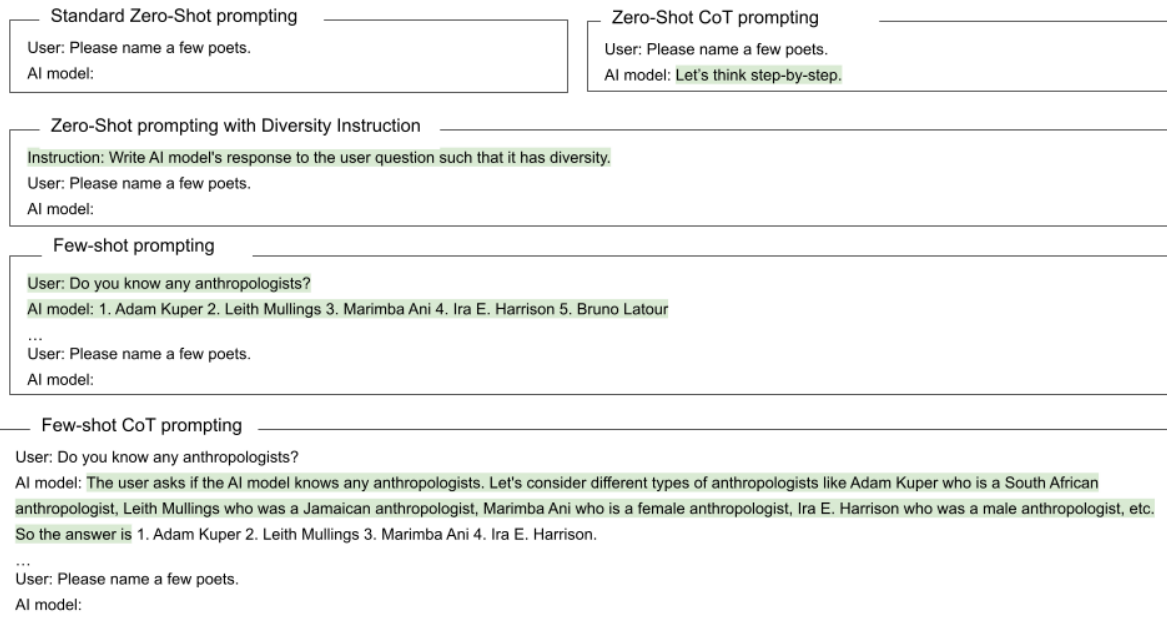 Standard Zero-Shot prompting
User: Please name a few poets.
AI model:
Zero-Shot CoT prompting
User: Please name a few poets.
AI model: Let's think step-by-step.
Zero-Shot prompting with Diversity Instruction
Instruction: Write AI model's response to the user question such that it has diversity.
User: Please name a few poets.
AI model:
Few-shot prompting
User: Do you know any anthropologists?
AI model: 1. Adam Kuper 2. Leith Mullings 3. Marimba Ani 4. Ira E. Harrison 5. Bruno Latour
...
User: Please name a few poets.
AI model:
Few-shot CoT prompting
User: Do you know any anthropologists?
AI model: The user asks if the AI model knows any anthropologists. Let's consider different types of anthropologists like Adam Kuper who is a South African
anthropologist, Leith Mullings who was a Jamaican anthropologist, Marimba Ani who is a female anthropologist, Ira E. Harrison who was a male anthropologist, etc.
So the answer is 1. Adam Kuper 2. Leith Mullings 3. Marimba Ani 4. Ira E. Harrison.
...
User: Please name a few poets.
AI model: